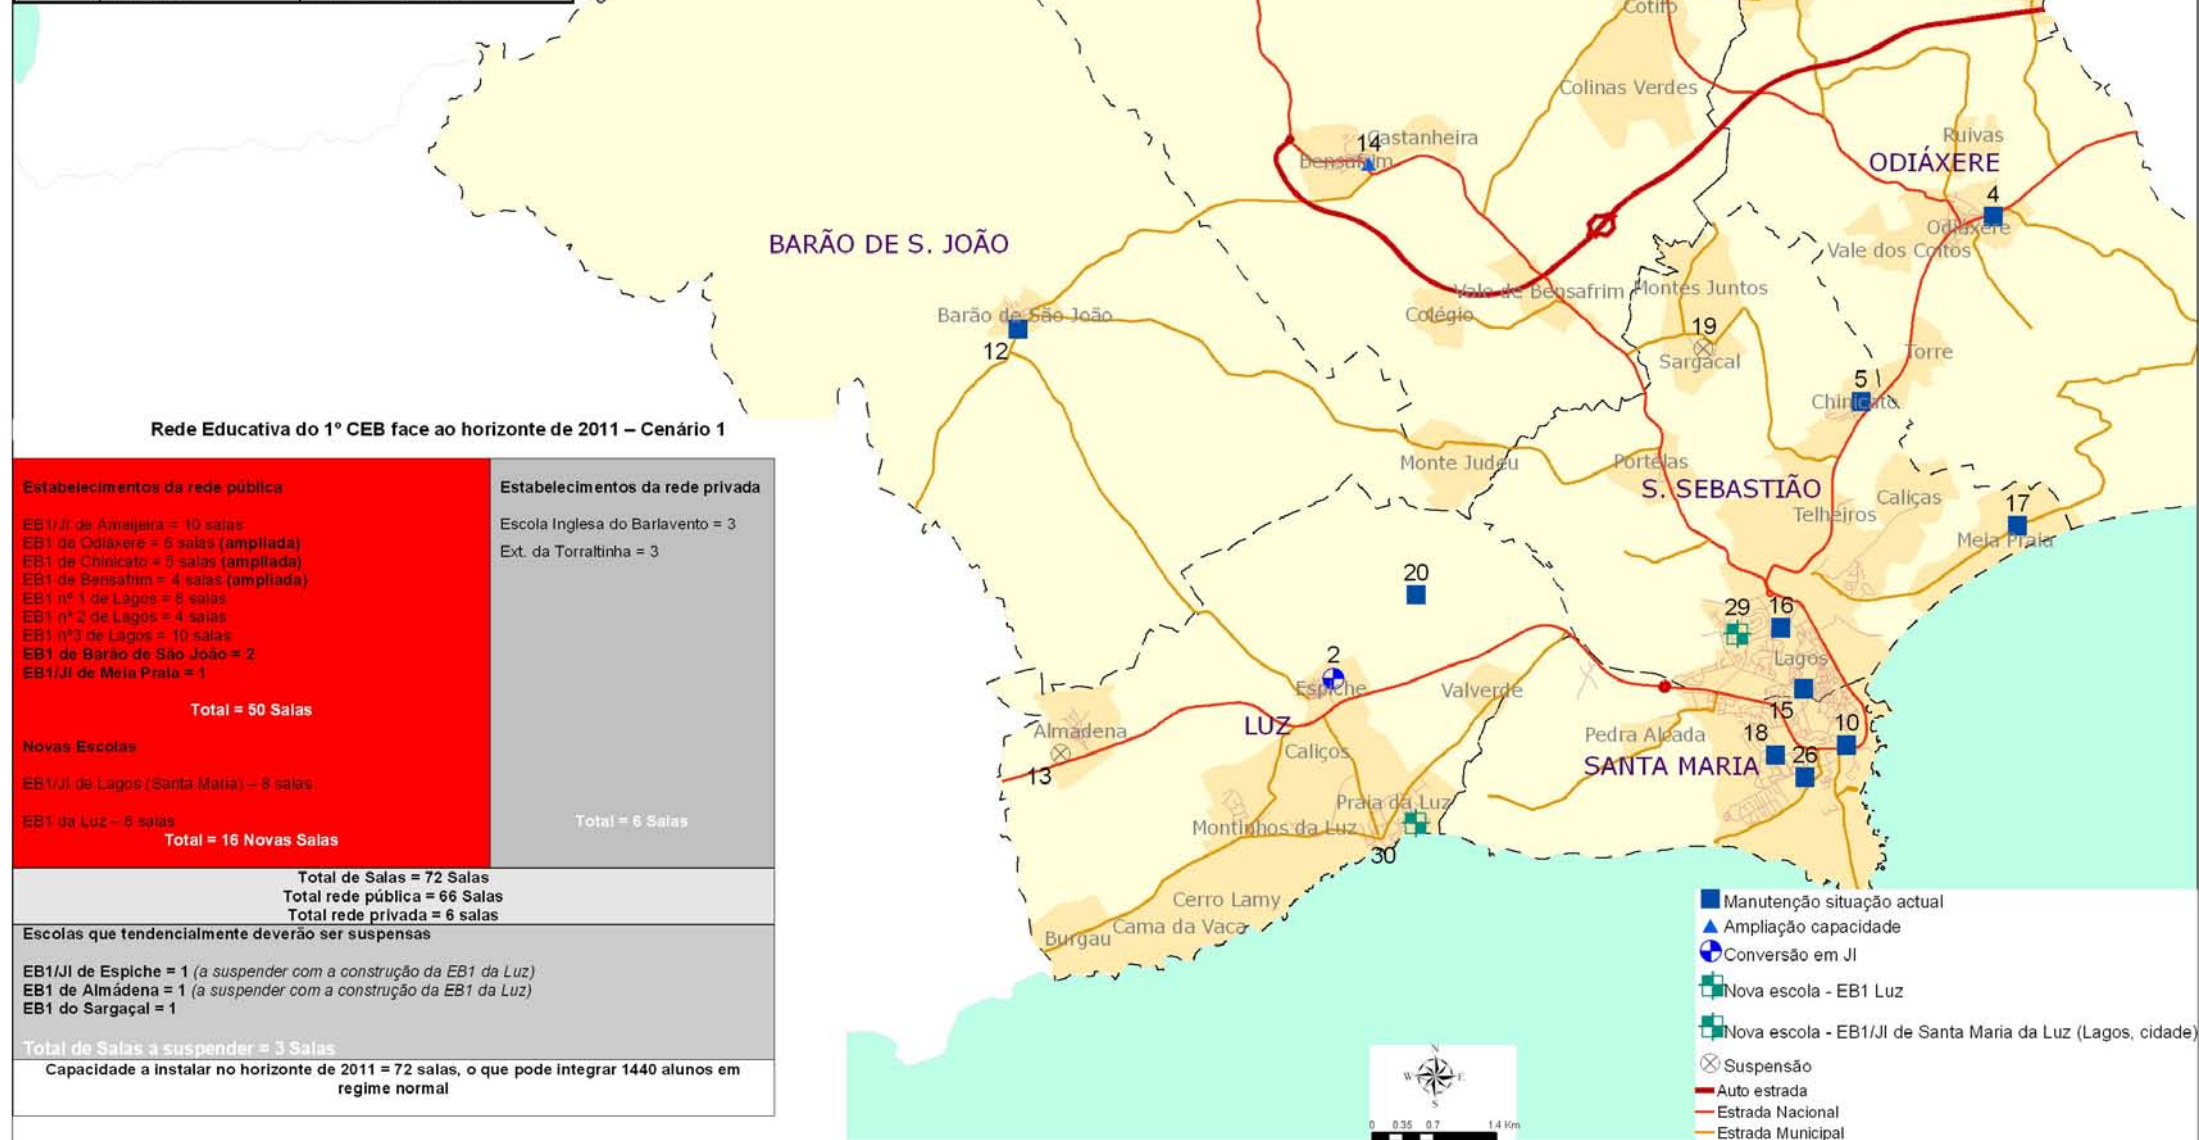 Cotifo
Colinas Verdes
14
Castanheira
Bensafrim
Ruivas
ODIÁXERE
4
Odiáxere
Vale dos Coitos
BARÃO DE S. JOÃO
Vale de Bensafrim
Montes Juntos
Colégio
Barão de São João
12
19
Sargaçal
Torre
5
Chinicato
Monte Judeu
Portelas
S. SEBASTIÃO
Caliças
Telheiros
17
Meia Praia
20
29
16
Lagos
2
Espiche
Valverde
15
Almadena
13
LUZ
Caliços
Pedra Alçada
18
10
26
SANTA MARIA
Praia da Luz
Montinhos da Luz
30
Cerro Lamy
Cama da Vaca
Burgau
Rede Educativa do 1º CEB face ao horizonte de 2011 – Cenário 1
Estabelecimentos da rede pública
EB1/JI de Ameijeira = 10 salas
EB1 de Odiáxere = 6 salas (ampliada)
EB1 de Chinicato = 5 salas (ampliada)
EB1 de Bensafrim = 4 salas (ampliada)
EB1 nº 1 de Lagos = 8 salas
EB1 nº 2 de Lagos = 4 salas
EB1 nº3 de Lagos = 10 salas
EB1 de Barão de São João = 2
EB1/JI de Meia Praia = 1
Total = 50 Salas
Novas Escolas
EB1/JI de Lagos (Santa Maria) – 8 salas
EB1 da Luz – 8 salas
Total = 16 Novas Salas
Estabelecimentos da rede privada
Escola Inglesa do Barlavento = 3
Ext. da Torraltinha = 3
Total = 6 Salas
Total de Salas = 72 Salas
Total rede pública = 66 Salas
Total rede privada = 6 salas
Escolas que tendencialmente deverão ser suspensas
EB1/JI de Espiche = 1 (a suspender com a construção da EB1 da Luz)
EB1 de Almádena = 1 (a suspender com a construção da EB1 da Luz)
EB1 do Sargaçal = 1
Total de Salas a suspender = 3 Salas
Capacidade a instalar no horizonte de 2011 = 72 salas, o que pode integrar 1440 alunos em
regime normal
Manutenção situação actual
Ampliação capacidade
Conversão em JI
Nova escola - EB1 Luz
Nova escola - EB1/JI de Santa Maria da Luz (Lagos, cidade)
Suspensão
Auto estrada
Estrada Nacional
Estrada Municipal
N
W E
S
0 0.35 0.7 1.4 Km